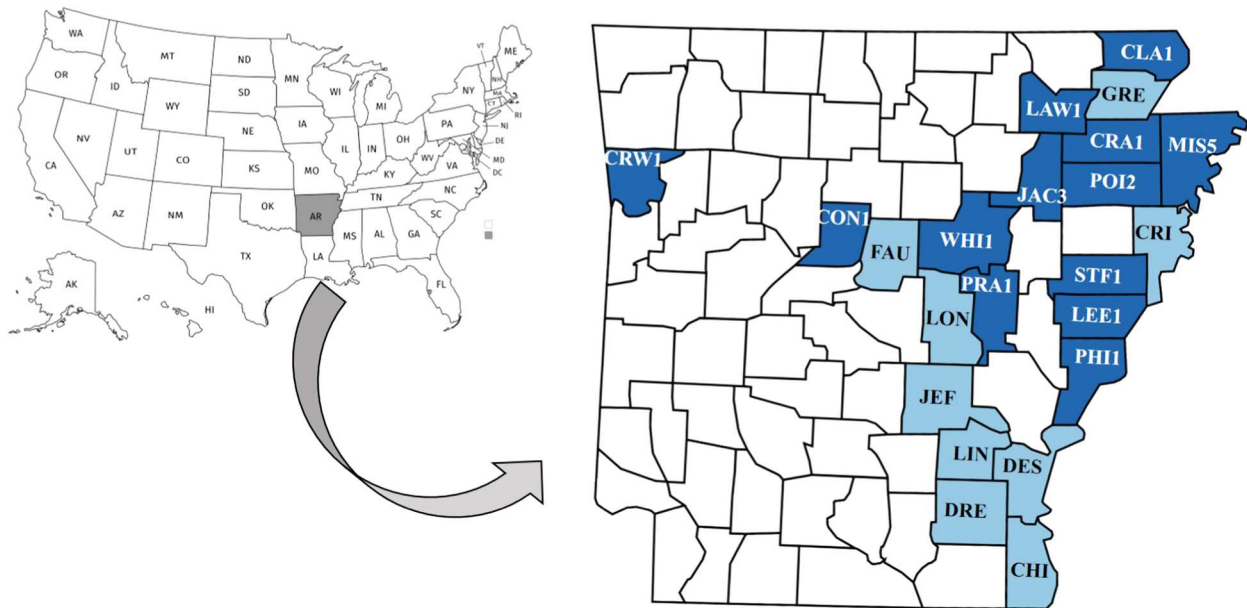 WA
MT
ND
MN
VT
ME
OR
ID
SD
WI
MI
NY
NH
MA
CT
RI
WY
IA
PA
NJ
NV
NE
IL
IN
OH
DE
UT
CO
MD
DC
CA
KS
MO
WV
VA
KY
NC
TN
AZ
NM
OK
AR
SC
MS
AL
GA
TX
LA
FL
AK
HI
CLA1
GRE
LAW1
CRA1
MIS5
CRW1
POI2
JAC3
CON1
WHI1
CRI
FAU
STF1
PRA1
LEE1
LON
PHI1
JEF
LIN
DES
DRE
CHI